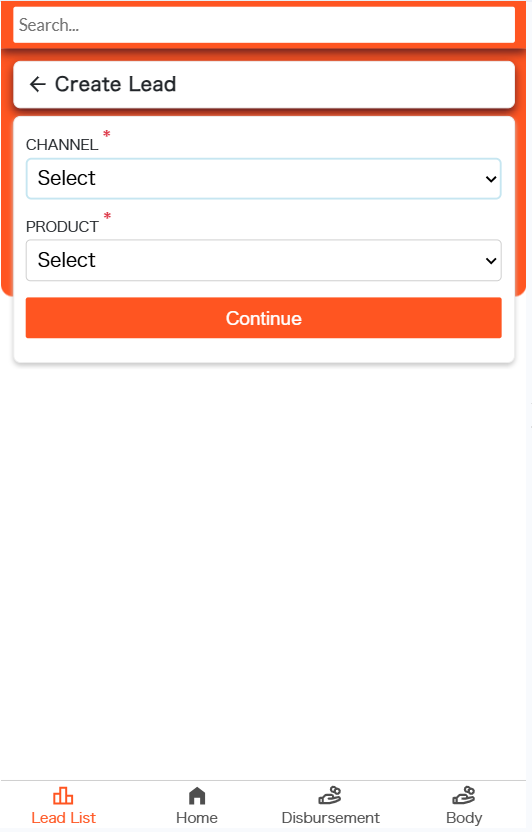 Search...
Create Lead
CHANNEL *
Select
PRODUCT *
Select
Continue
Lead List Home Disbursement Body